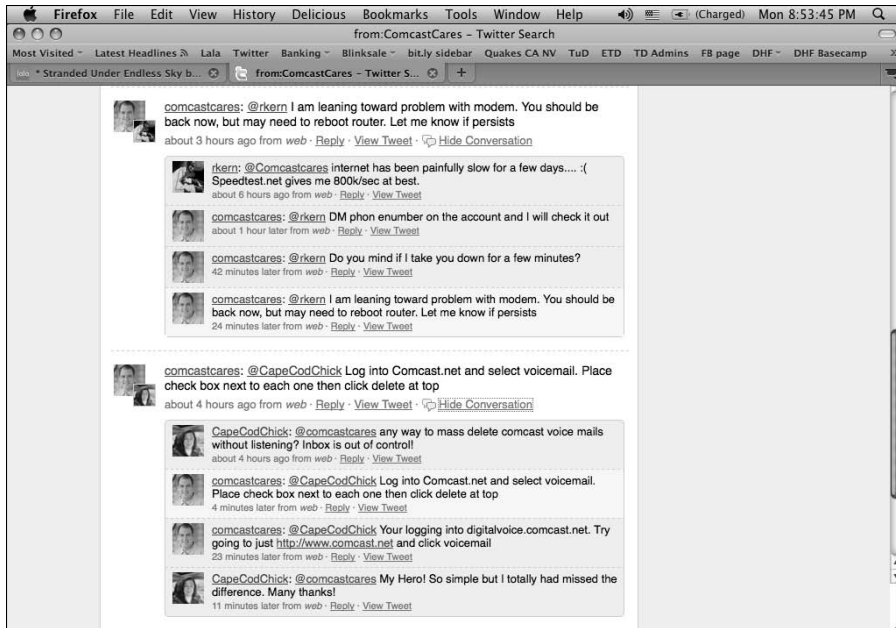 Firefox File Edit View History Delicious Bookmarks Tools Window Help (Charged) Mon 8:53:45 PM
from:ComcastCares – Twitter Search
Most Visited Latest Headlines Lala Twitter Banking Blinksale bit.ly sidebar Quakes CA NV TuD ETD TD Admins FB page DHF DHF Basecamp »
lala * Stranded Under Endless Sky b... from:ComcastCares – Twitter S... +
comcastcares: @rkern I am leaning toward problem with modem. You should be
back now, but may need to reboot router. Let me know if persists
about 3 hours ago from web · Reply · View Tweet · Hide Conversation
rkern: @Comcastcares internet has been painfully slow for a few days.... :(
Speedtest.net gives me 800k/sec at best.
about 6 hours ago from web · Reply · View Tweet
comcastcares: @rkern DM phon enumber on the account and I will check it out
about 1 hour later from web · Reply · View Tweet
comcastcares: @rkern Do you mind if I take you down for a few minutes?
42 minutes later from web · Reply · View Tweet
comcastcares: @rkern I am leaning toward problem with modem. You should be
back now, but may need to reboot router. Let me know if persists
24 minutes later from web · Reply · View Tweet
comcastcares: @CapeCodChick Log into Comcast.net and select voicemail. Place
check box next to each one then click delete at top
about 4 hours ago from web · Reply · View Tweet · Hide Conversation
CapeCodChick: @comcastcares any way to mass delete comcast voice mails
without listening? Inbox is out of control!
about 4 hours ago from web · Reply · View Tweet
comcastcares: @CapeCodChick Log into Comcast.net and select voicemail.
Place check box next to each one then click delete at top
4 minutes later from web · Reply · View Tweet
comcastcares: @CapeCodChick Your logging into digitalvoice.comcast.net. Try
going to just http://www.comcast.net and click voicemail
23 minutes later from web · Reply · View Tweet
CapeCodChick: @comcastcares My Hero! So simple but I totally had missed the
difference. Many thanks!
11 minutes later from web · Reply · View Tweet